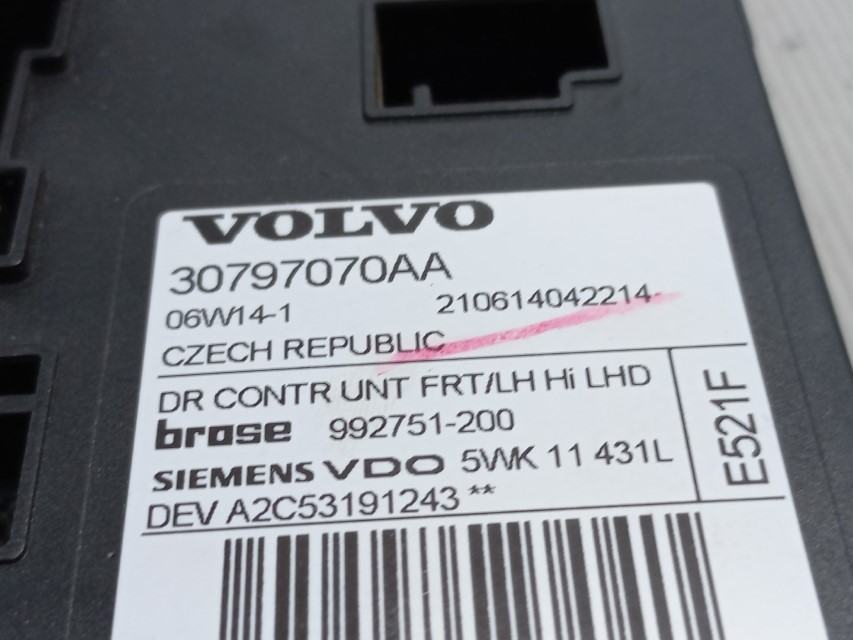 VOLVO
30797070AA
06W14-1 210614042214
CZECH REPUBLIC
DR CONTR UNT FRT/LH Hi LHD
brose 992751-200
SIEMENS VDO 5WK 11 431L
DEV A2C53191243 **
E521F